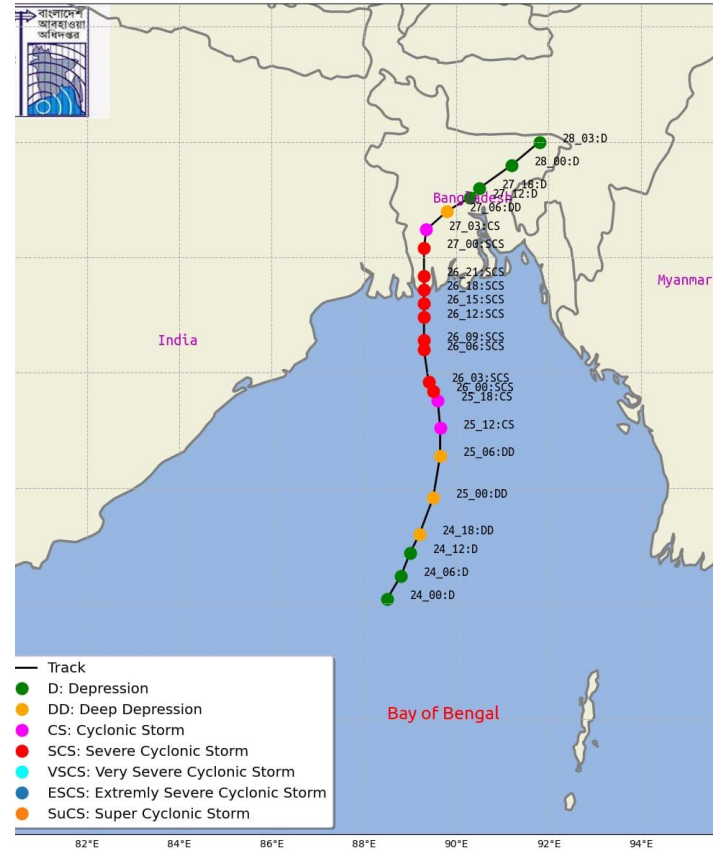 বাংলাদেশ
আবহাওয়া
অধিদপ্তর
28_03:D
28_00:D
27_18:D
27_12:D
Bangladesh
27_06:DD
27_03:CS
27_00:SCS
26_21:SCS
Myanmar
26_18:SCS
26_15:SCS
26_12:SCS
India
26_09:SCS
26_06:SCS
26_03:SCS
26_00:SCS
25_18:CS
25_12:CS
25_06:DD
25_00:DD
24_18:DD
24_12:D
24_06:D
24_00:D
Track
D: Depression
DD: Deep Depression
CS: Cyclonic Storm
SCS: Severe Cyclonic Storm
VSCS: Very Severe Cyclonic Storm
ESCS: Extremly Severe Cyclonic Storm
SuCS: Super Cyclonic Storm
Bay of Bengal
82°E 84°E 86°E 88°E 90°E 92°E 94°E